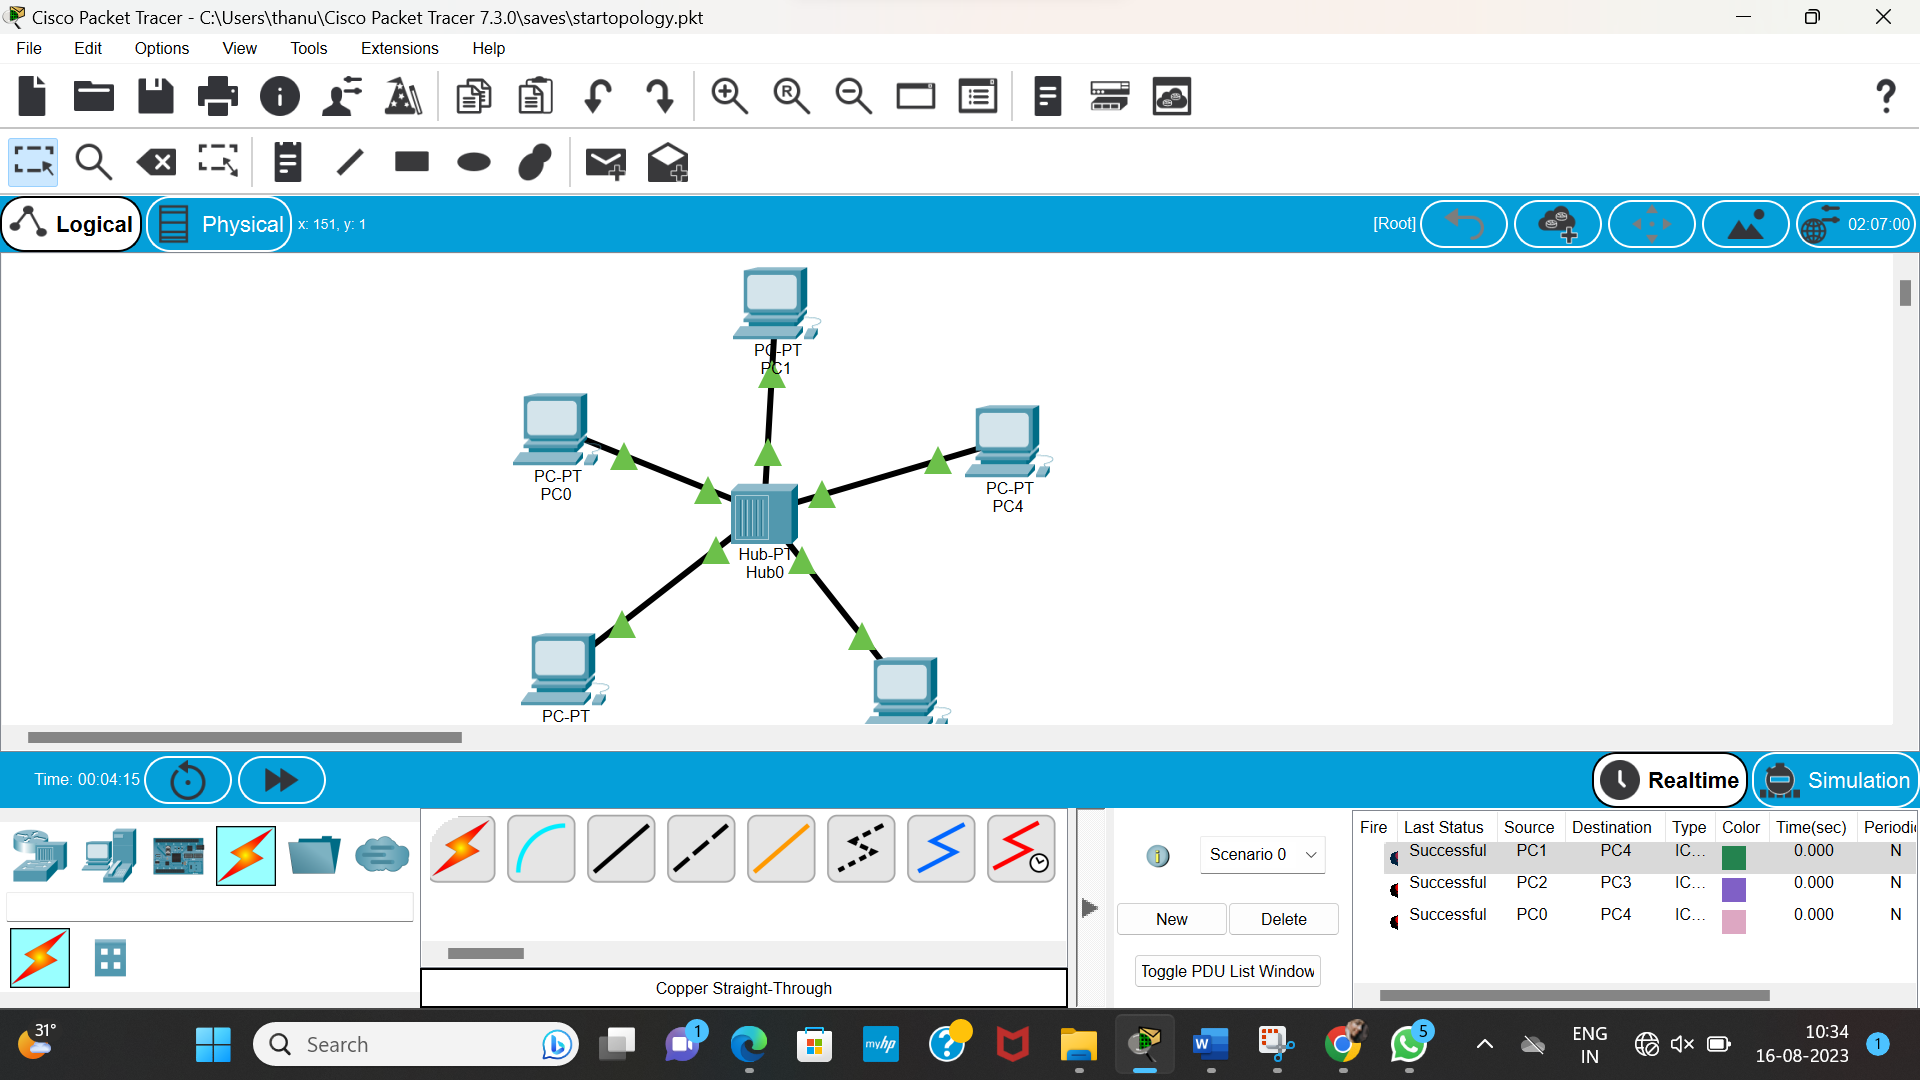 Cisco Packet Tracer - C:\Users\thanu\Cisco Packet Tracer 7.3.0\saves\startopology.pkt
File Edit Options View Tools Extensions Help
R
?
Logical Physical x: 151, y: 1 [Root] 02:07:00
PC-PT
PC1
PC-PT
PC0
PC-PT
PC4
Hub-PT
Hub0
PC-PT
Time: 00:04:15 Realtime Simulation
Fire Last Status Source Destination Type Color Time(sec) Periodic
Successful PC1 PC4 IC... 0.000 N
Successful PC2 PC3 IC... 0.000 N
Successful PC0 PC4 IC... 0.000 N
Scenario 0
New Delete
Toggle PDU List Window
Copper Straight-Through
31°
Search
1
myhp
?
W
5
ENG
IN
10:34
16-08-2023
1